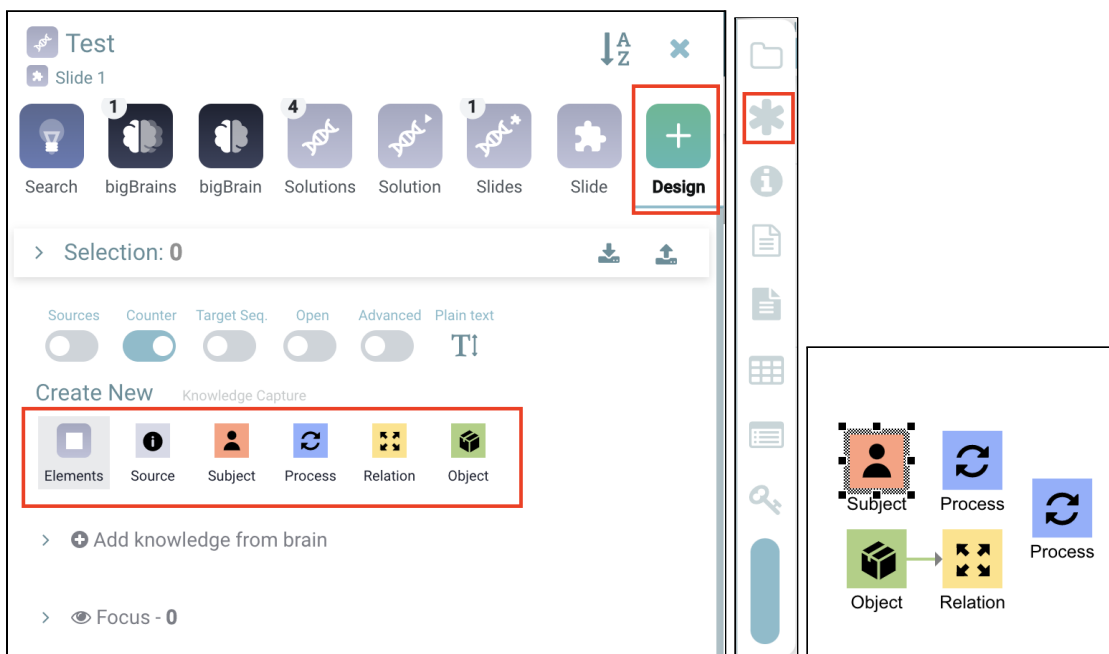 Test
Slide 1
A
Z
1
4
1
Search
bigBrains
bigBrain
Solutions
Solution
Slides
Slide
Design
Selection: 0
Sources
Counter
Target Seq.
Open
Advanced
Plain text
T
Create New
Knowledge Capture
Elements
Source
Subject
Process
Relation
Object
Add knowledge from brain
Focus - 0
Subject
Process
Process
Object
Relation